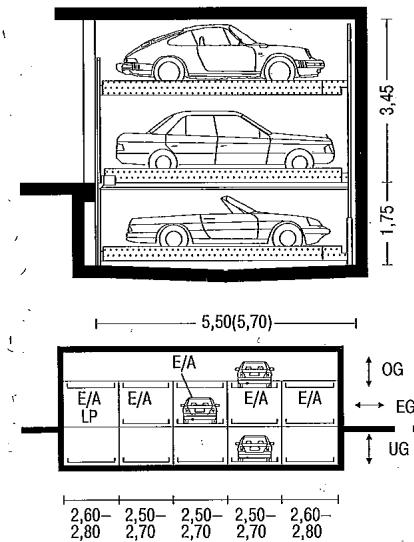 3,45
1,75
5,50(5,70)
E/A
OG
E/A E/A E/A E/A
LP
EG
UG
2,60– 2,50– 2,50– 2,50– 2,60–
2,80 2,70 2,70 2,70 2,80